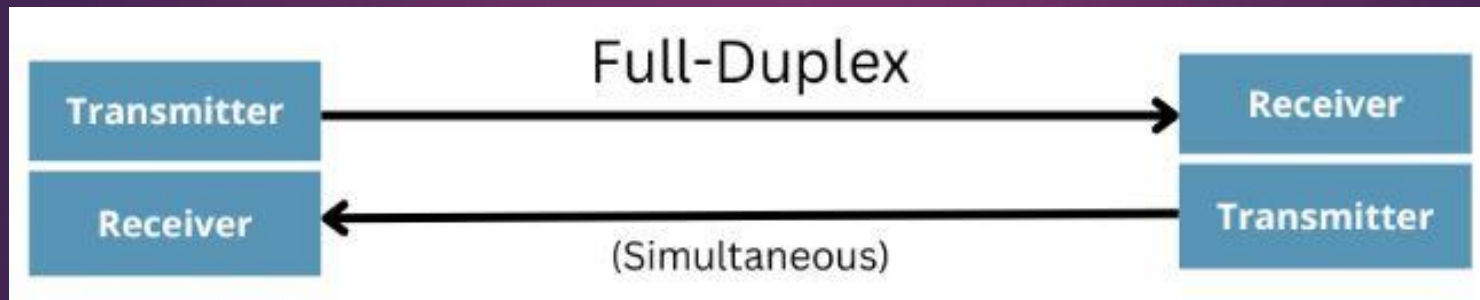 Full-Duplex
Transmitter
Receiver
Receiver
Transmitter
(Simultaneous)